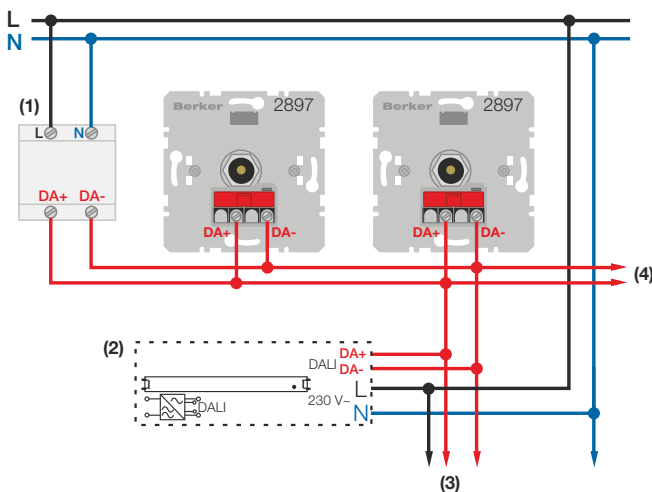 L
N
(1)
L N
DA+ DA-
Berker 2897
DA+ DA-
Berker 2897
DA+ DA-
(4)
(2)
DALI DA+
DA-
L
230 V~
N
DALI
(3)